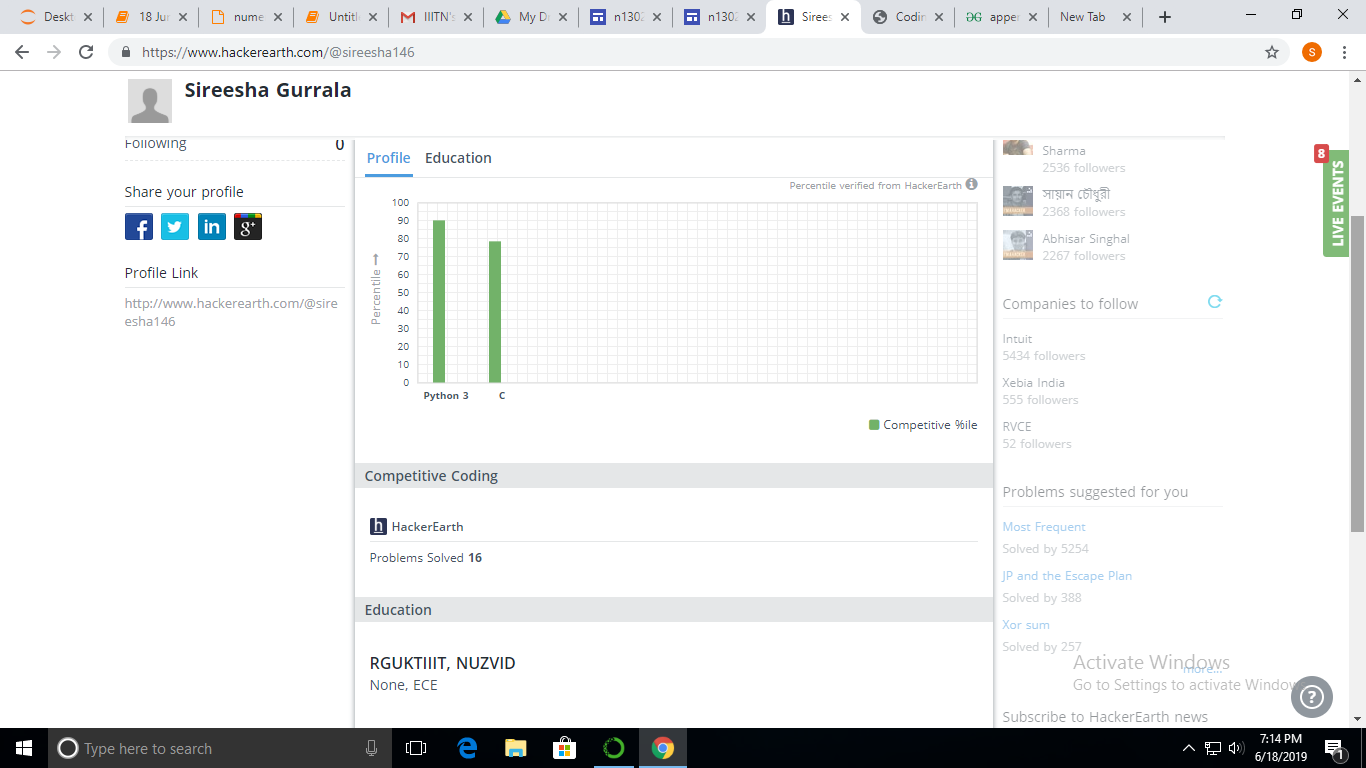 Deskt
18 Jun
nume
Untitl
IIITN's
My Dr
n1302
n1302
Sirees
Codin
apper
New Tab
https://www.hackerearth.com/@sireesha146
S
Sireesha Gurrala
Following 0
Share your profile
Profile Link
http://www.hackerearth.com/@sire
esha146
Profile Education
Percentile verified from HackerEarth
100
90
80
70
60
50
40
30
20
10
0
Percentile
Python 3 C
Competitive %ile
Competitive Coding
h HackerEarth
Problems Solved 16
Education
RGUKTIIIT, NUZVID
None, ECE
Sharma
2536 followers
সায়ান চৌধুরী
2368 followers
Abhisar Singhal
2267 followers
8
LIVE EVENTS
Companies to follow
Intuit
5434 followers
Xebia India
555 followers
RVCE
52 followers
Problems suggested for you
Most Frequent
Solved by 5254
JP and the Escape Plan
Solved by 388
Xor sum
Solved by 257
more...
Activate Windows
Go to Settings to activate Windows
Subscribe to HackerEarth news
Type here to search
7:14 PM
6/18/2019
1